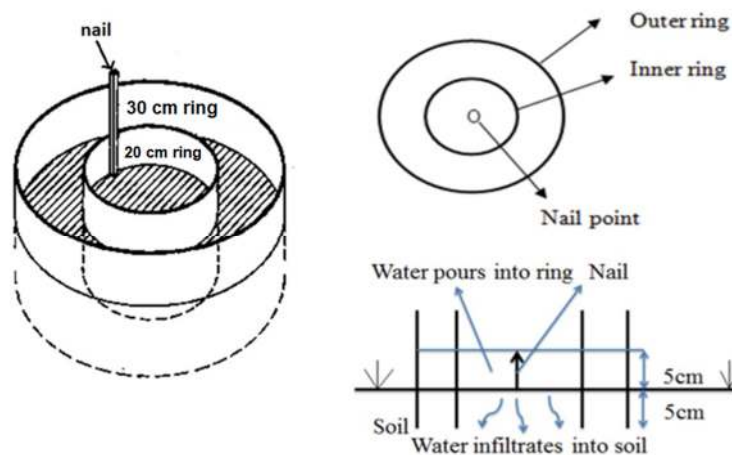 nail
30 cm ring
20 cm ring
Outer ring
Inner ring
Nail point
Water pours into ring
Nail
5cm
5cm
Soil
Water infiltrates into soil